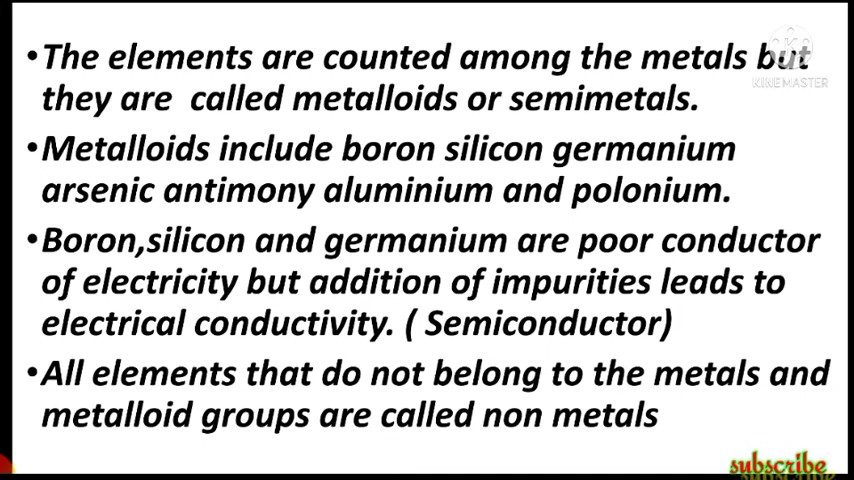 •The elements are counted among the metals but
they are called metalloids or semimetals.
•Metalloids include boron silicon germanium
arsenic antimony aluminium and polonium.
•Boron,silicon and germanium are poor conductor
of electricity but addition of impurities leads to
electrical conductivity. ( Semiconductor)
•All elements that do not belong to the metals and
metalloid groups are called non metals
KINEMASTER
subscribe
subscribe